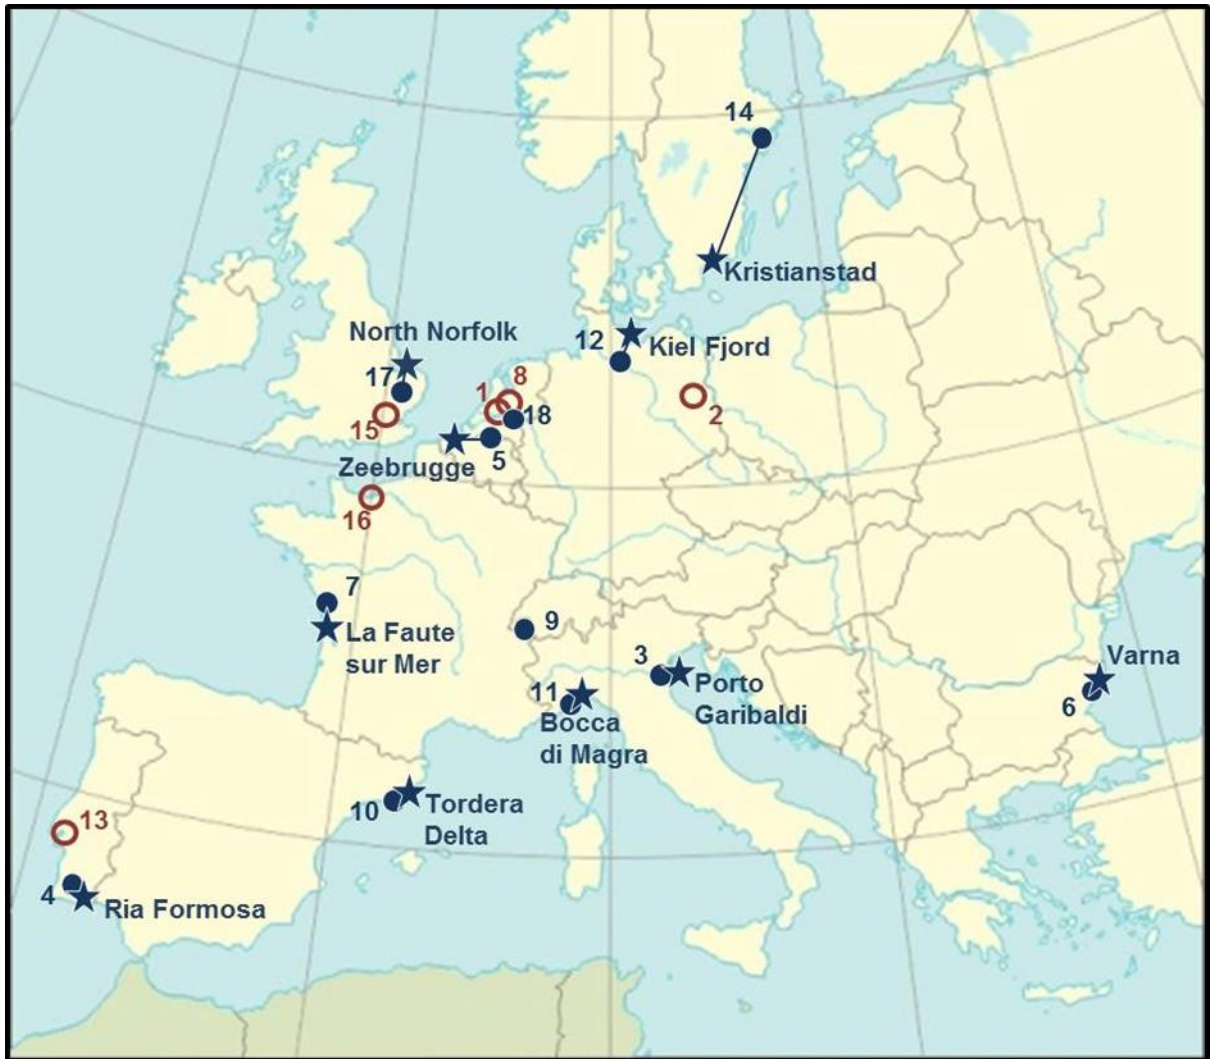 14
Kristianstad
North Norfolk
12
Kiel Fjord
17
1
8
2
15
18
Zeebrugge
5
16
7
La Faute
sur Mer
9
3
Porto
Garibaldi
Varna
6
11
Bocca
di Magra
10
Tordera
Delta
13
4
Ria Formosa